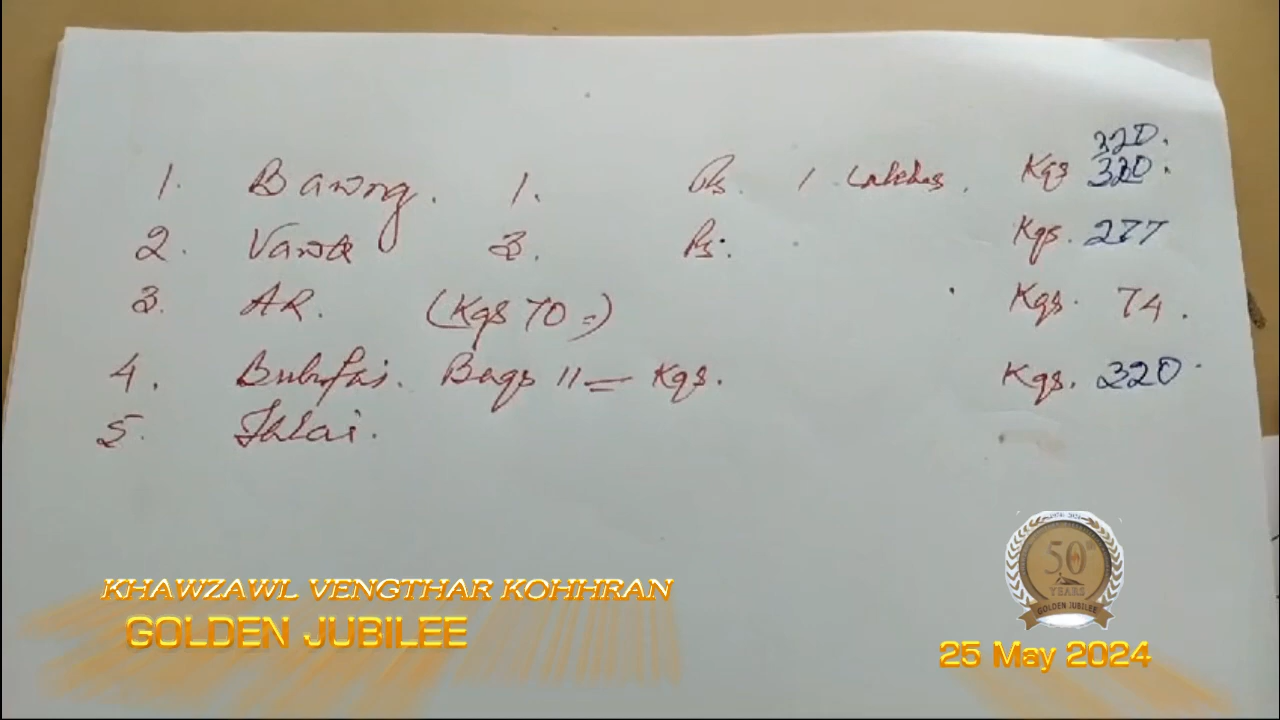 320.
1. Bawng. 1. Rs. 1 Lakhs. Kgs 320.
2. Vawk 3. Rs. Kgs. 277
3. AR. (Kgs 70 =) Kgs. 74.
4. Buhfai. Bags 11 = Kgs. Kgs. 320.
5. Thlai.
50
YEARS
GOLDEN JUBILEE
KHAWZAWL VENGTHAR KOHHRAN
GOLDEN JUBILEE
25 May 2024